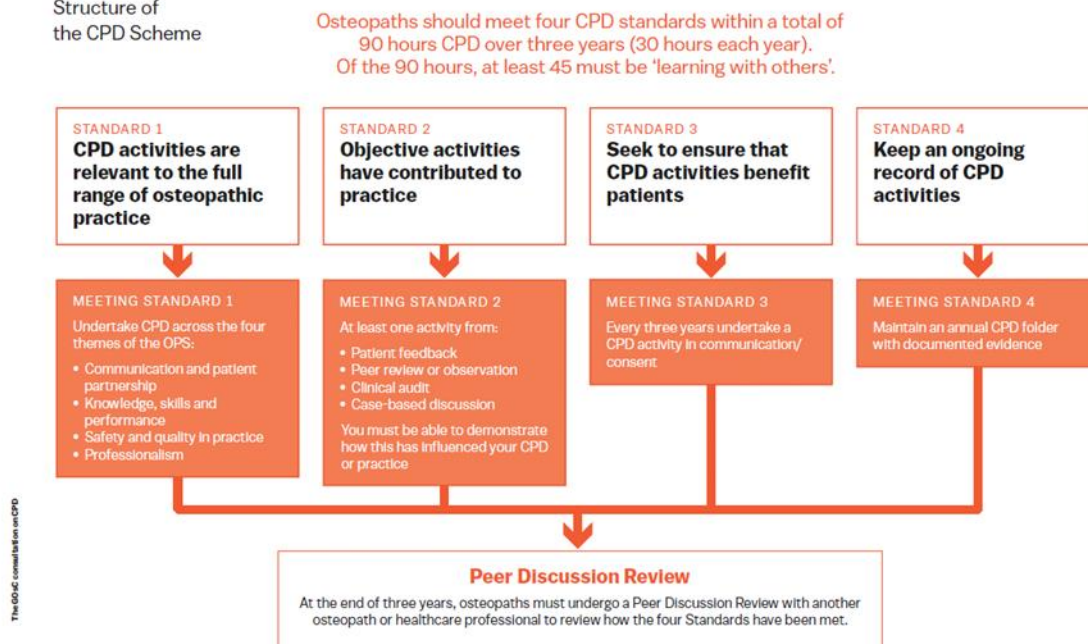 Structure of
the CPD Scheme
Osteopaths should meet four CPD standards within a total of
90 hours CPD over three years (30 hours each year).
Of the 90 hours, at least 45 must be ‘learning with others’.
STANDARD 1
CPD activities are
relevant to the full
range of osteopathic
practice
MEETING STANDARD 1
Undertake CPD across the four
themes of the OPS:
• Communication and patient
partnership
• Knowledge, skills and
performance
• Safety and quality in practice
• Professionalism
STANDARD 2
Objective activities
have contributed to
practice
MEETING STANDARD 2
At least one activity from:
• Patient feedback
• Peer review or observation
• Clinical audit
• Case-based discussion
You must be able to demonstrate
how this has influenced your CPD
or practice
STANDARD 3
Seek to ensure that
CPD activities benefit
patients
MEETING STANDARD 3
Every three years undertake a
CPD activity in communication/
consent
STANDARD 4
Keep an ongoing
record of CPD
activities
MEETING STANDARD 4
Maintain an annual CPD folder
with documented evidence
Peer Discussion Review
At the end of three years, osteopaths must undergo a Peer Discussion Review with another
osteopath or healthcare professional to review how the four Standards have been met.
The GOsC consultation on CPD